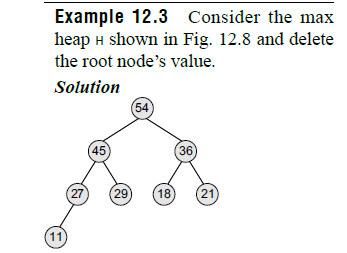 Example 12.3 Consider the max
heap H shown in Fig. 12.8 and delete
the root node's value.
Solution
54
45 36
27 29 18 21
11